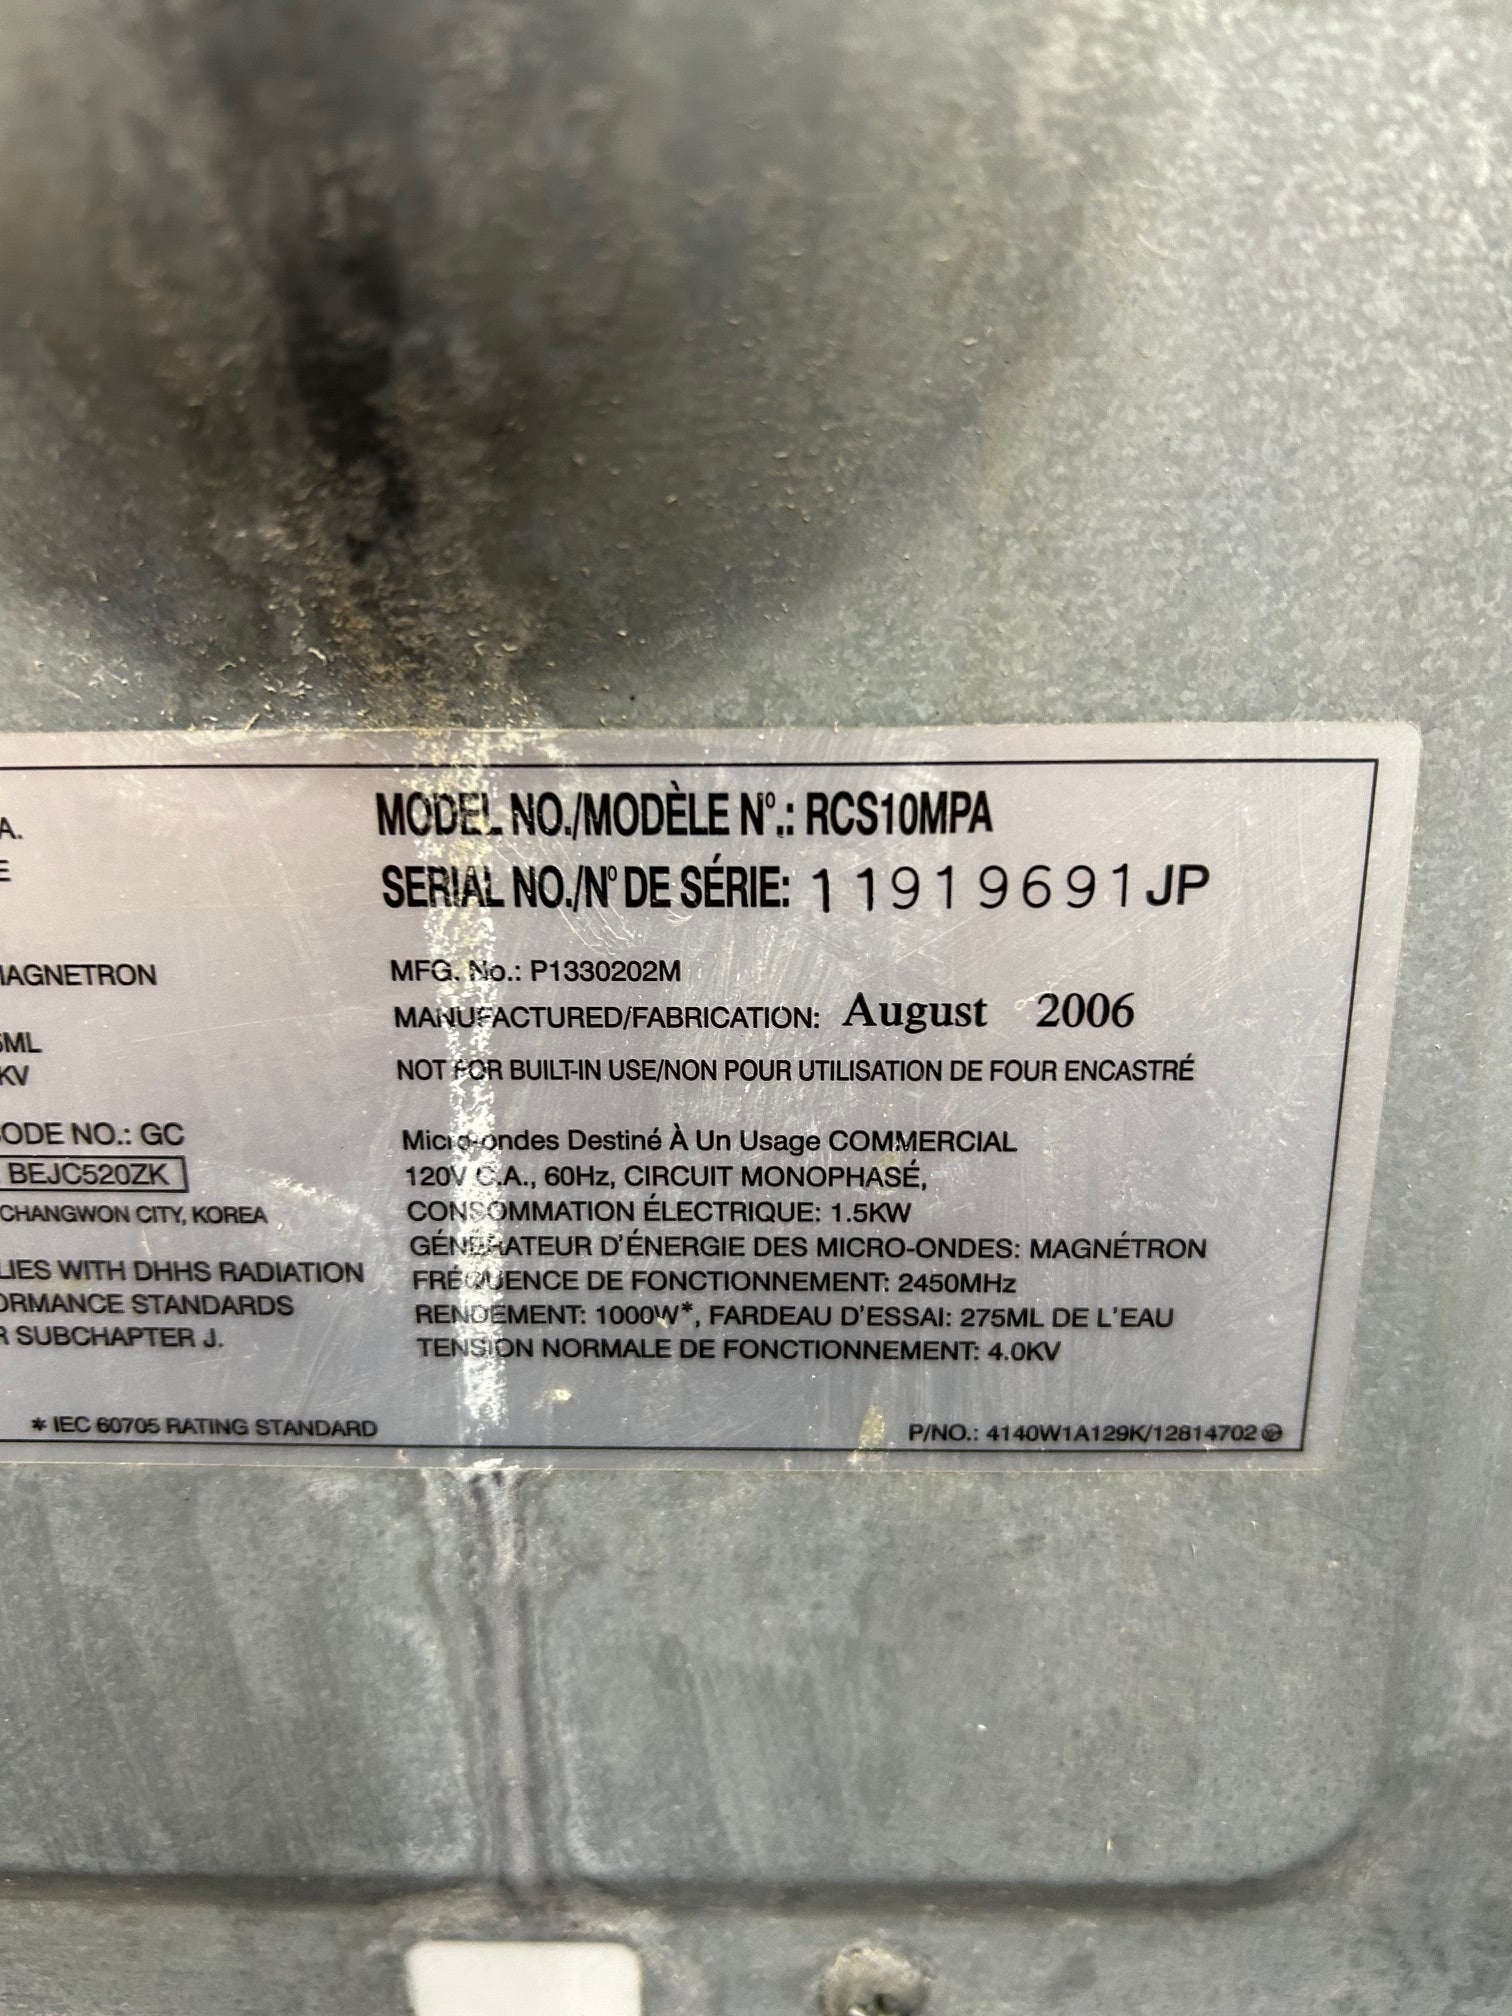 A.
E
MAGNETRON
5ML
KV
CODE NO.: GC
BEJC520ZK
CHANGWON CITY, KOREA
LIES WITH DHHS RADIATION
ORMANCE STANDARDS
R SUBCHAPTER J.
* IEC 60705 RATING STANDARD
MODEL NO./MODÈLE N°.: RCS10MPA
SERIAL NO./N° DE SÉRIE: 11919691JP
MFG. No.: P1330202M
MANUFACTURED/FABRICATION: August 2006
NOT FOR BUILT-IN USE/NON POUR UTILISATION DE FOUR ENCASTRÉ
Micro-ondes Destiné À Un Usage COMMERCIAL
120V C.A., 60Hz, CIRCUIT MONOPHASÉ,
CONSOMMATION ÉLECTRIQUE: 1.5KW
GÉNÉRATEUR D'ÉNERGIE DES MICRO-ONDES: MAGNÉTRON
FRÉQUENCE DE FONCTIONNEMENT: 2450MHz
RENDEMENT: 1000W*, FARDEAU D'ESSAI: 275ML DE L'EAU
TENSION NORMALE DE FONCTIONNEMENT: 4.0KV
P/NO.: 4140W1A129K/12814702